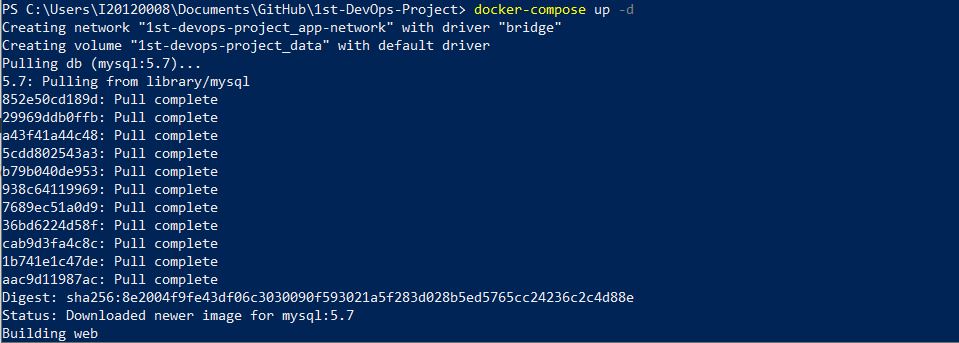 PS C:\Users\I20120008\Documents\GitHub\1st-DevOps-Project> docker-compose up -d
Creating network "1st-devops-project_app-network" with driver "bridge"
Creating volume "1st-devops-project_data" with default driver
Pulling db (mysql:5.7)...
5.7: Pulling from library/mysql
852e50cd189d: Pull complete
29969ddb0ffb: Pull complete
a43f41a44c48: Pull complete
5cdd802543a3: Pull complete
b79b040de953: Pull complete
938c64119969: Pull complete
7689ec51a0d9: Pull complete
36bd6224d58f: Pull complete
cab9d3fa4c8c: Pull complete
1b741e1c47de: Pull complete
aac9d11987ac: Pull complete
Digest: sha256:8e2004f9fe43df06c3030090f593021a5f283d028b5ed5765cc24236c2c4d88e
Status: Downloaded newer image for mysql:5.7
Building web